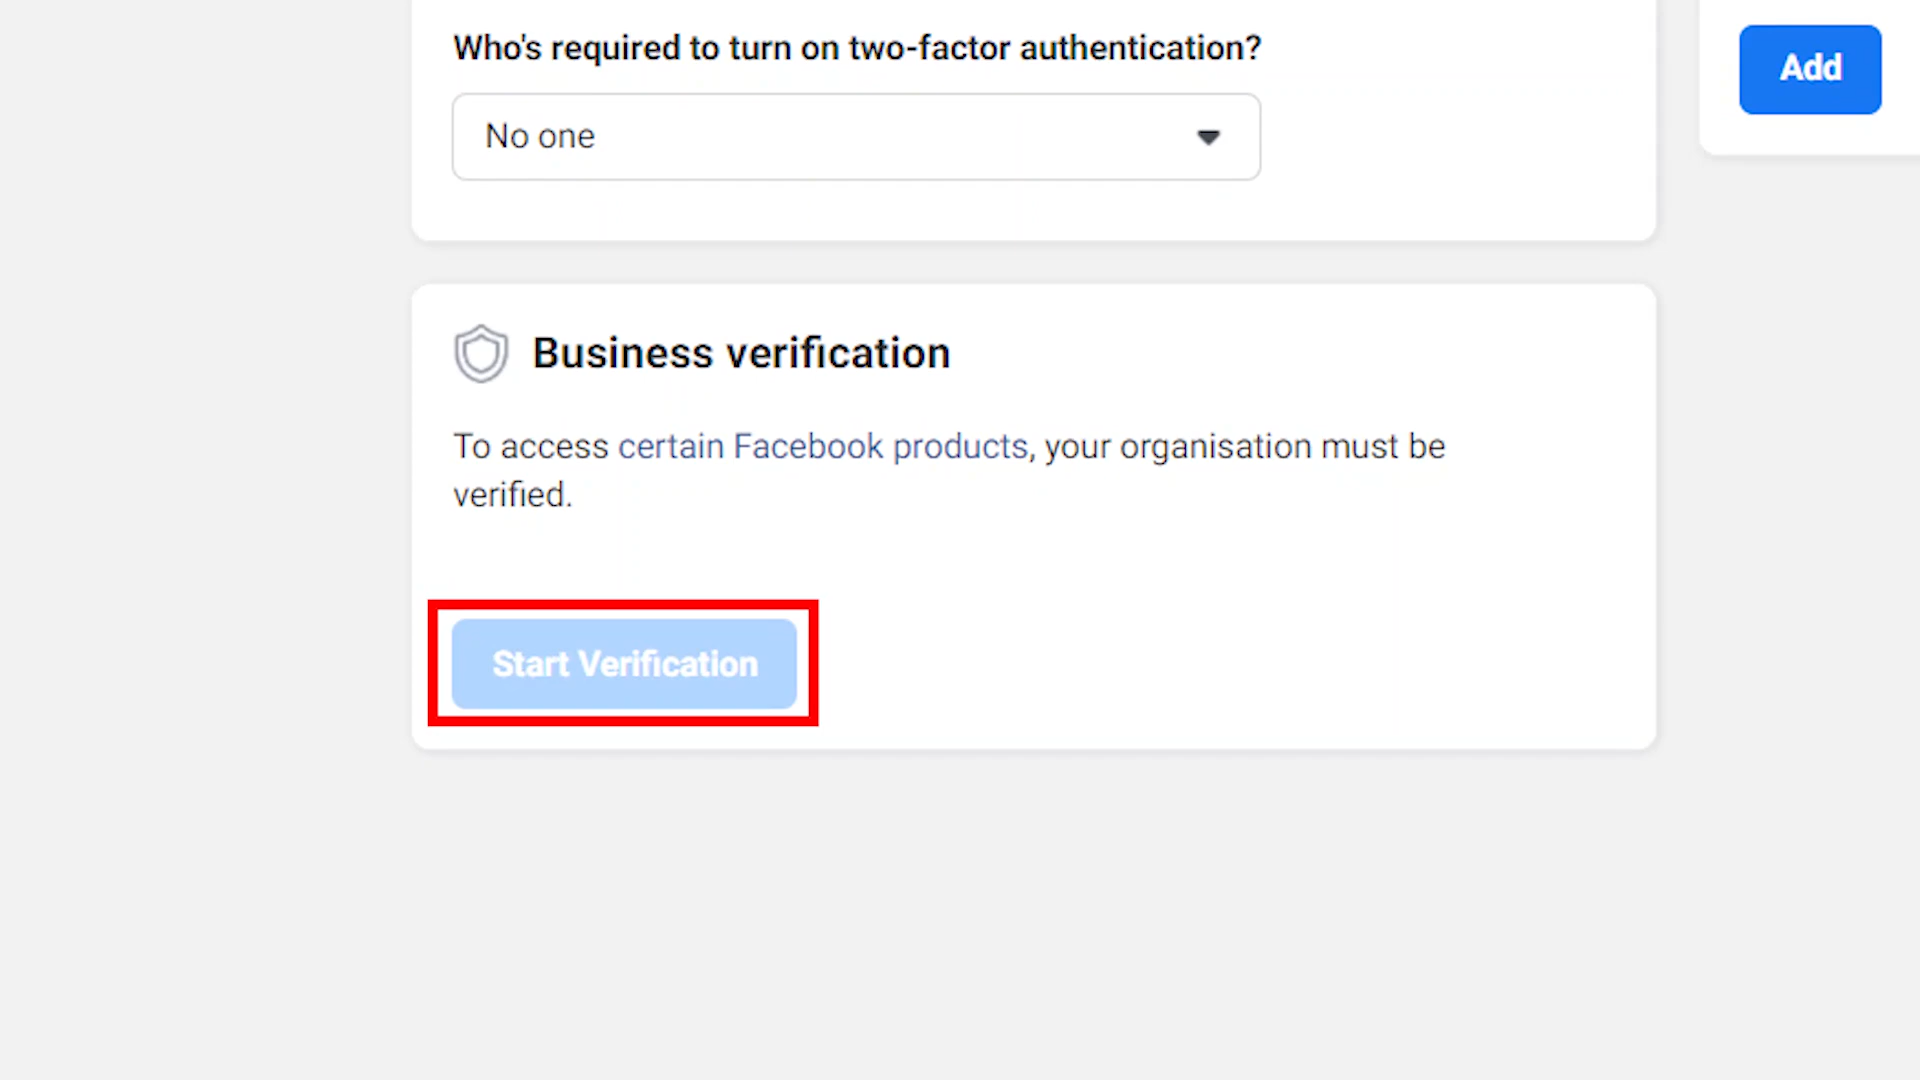 Who's required to turn on two-factor authentication?
Add
No one
Business verification
To access certain Facebook products, your organisation must be
verified.
Start Verification